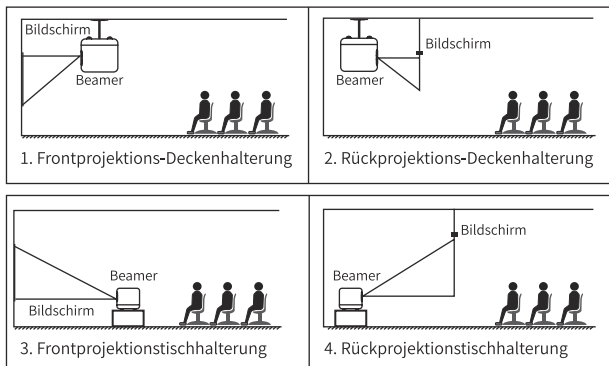 Bildschirm
Beamer
1. Frontprojektions-Deckenhalterung
Bildschirm
Beamer
2. Rückprojektions-Deckenhalterung
Beamer
Bildschirm
3. Frontprojektionstischhalterung
Bildschirm
Beamer
4. Rückprojektionstischhalterung